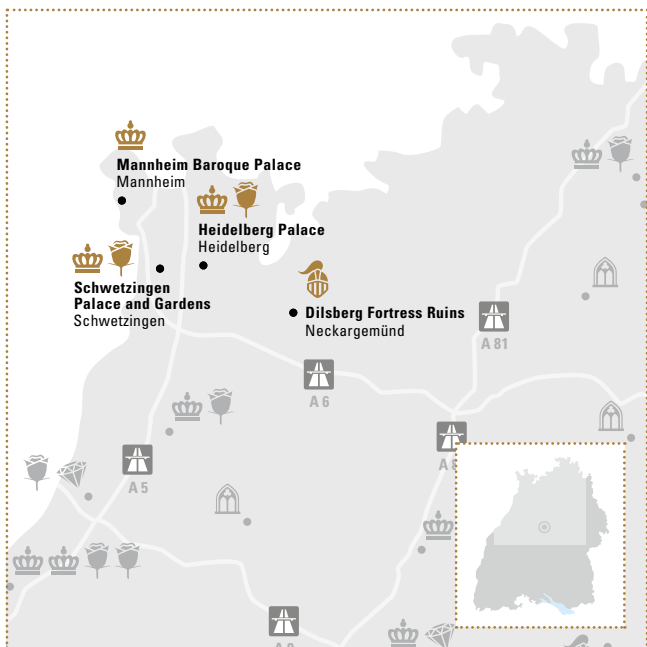 Mannheim Baroque Palace
Mannheim
Heidelberg Palace
Heidelberg
Schwetzingen
Palace and Gardens
Schwetzingen
Dilsberg Fortress Ruins
Neckargemünd
A 81
A 6
A 5